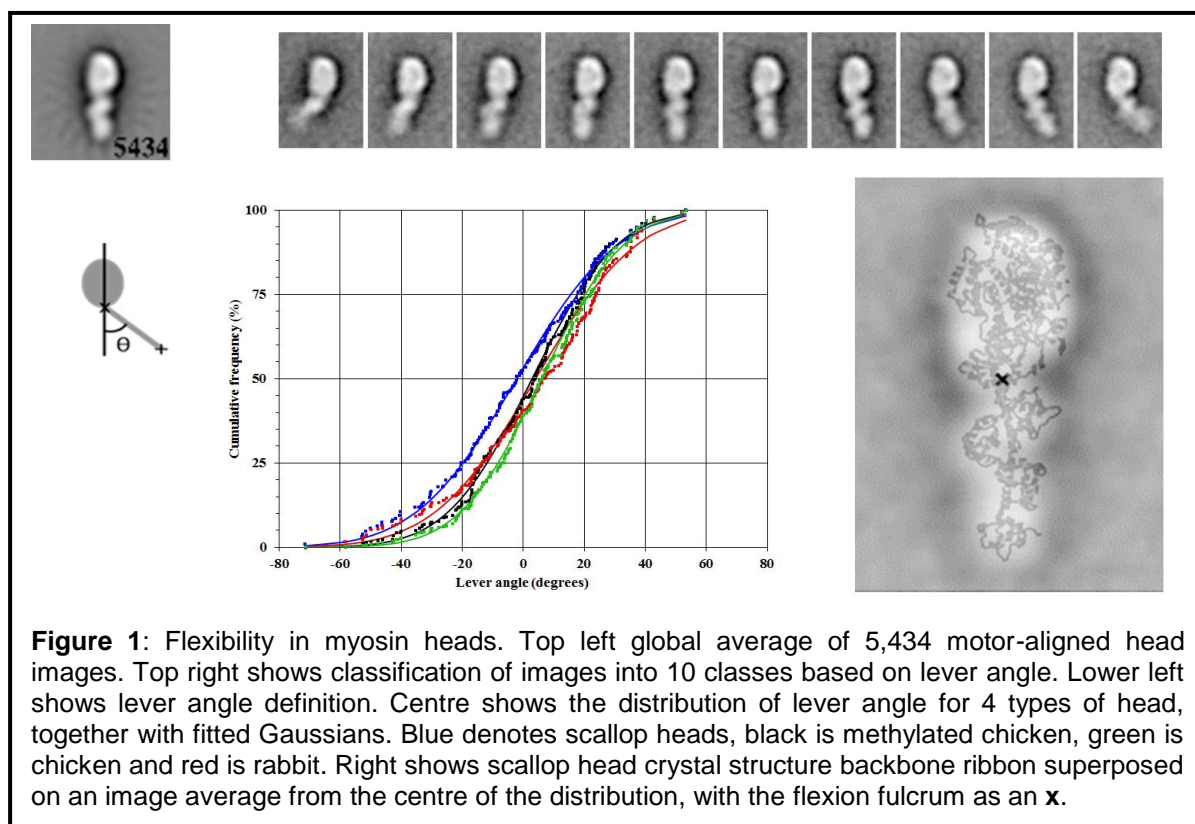 5434
100
75
50
25
0
Cumulative frequency (%)
-80 -60 -40 -20 0 20 40 60 80
Lever angle (degrees)
x
Θ
+
x
Figure 1: Flexibility in myosin heads. Top left global average of 5,434 motor-aligned head
images. Top right shows classification of images into 10 classes based on lever angle. Lower left
shows lever angle definition. Centre shows the distribution of lever angle for 4 types of head,
together with fitted Gaussians. Blue denotes scallop heads, black is methylated chicken, green is
chicken and red is rabbit. Right shows scallop head crystal structure backbone ribbon superposed
on an image average from the centre of the distribution, with the flexion fulcrum as an x.